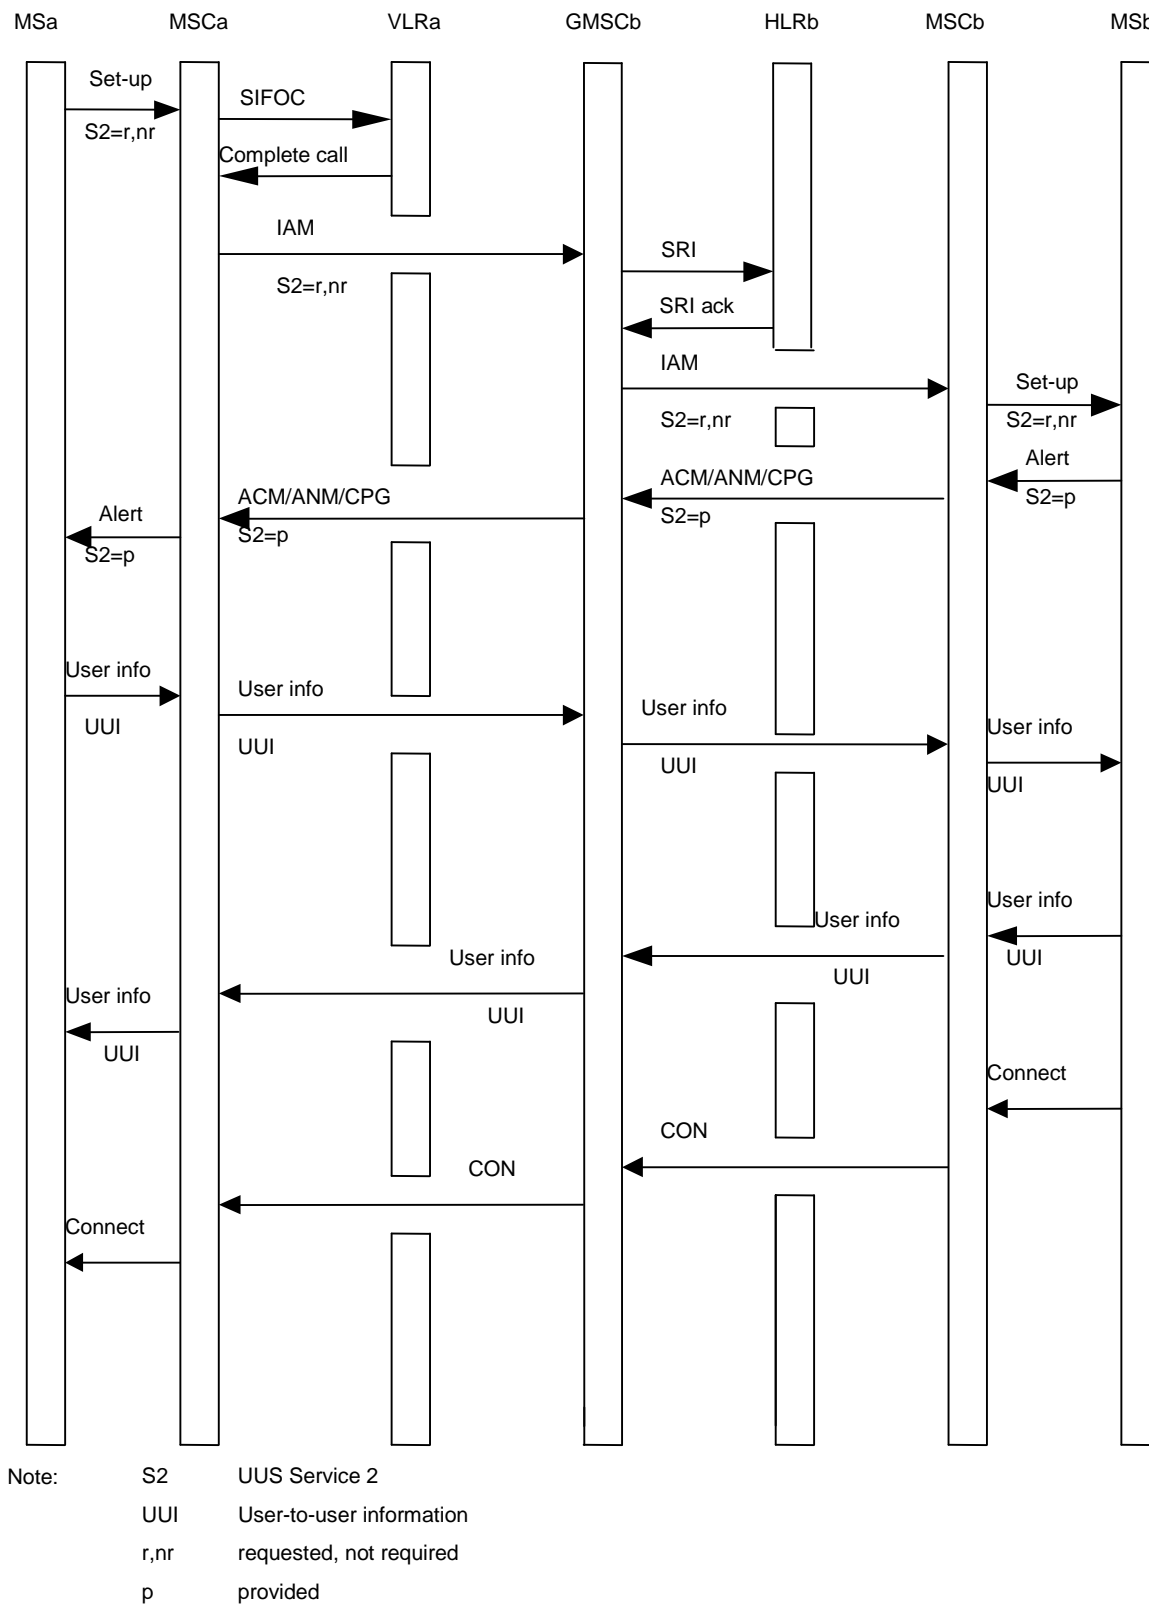 MSa MSCa VLRa GMSCb HLRb MSCb MSb
Set-up
SIFOC
S2=r,nr
Complete call
IAM
SRI
S2=r,nr
SRI ack
IAM
Set-up
S2=r,nr
S2=r,nr
Alert
ACM/ANM/CPG
ACM/ANM/CPG
S2=p
Alert
S2=p
S2=p
S2=p
User info
User info
User info
UUI
User info
UUI
UUI
UUI
User info
User info
User info
UUI
UUI
User info
UUI
UUI
Connect
CON
CON
Connect
Note: S2 UUS Service 2
UUI User-to-user information
r,nr requested, not required
p provided